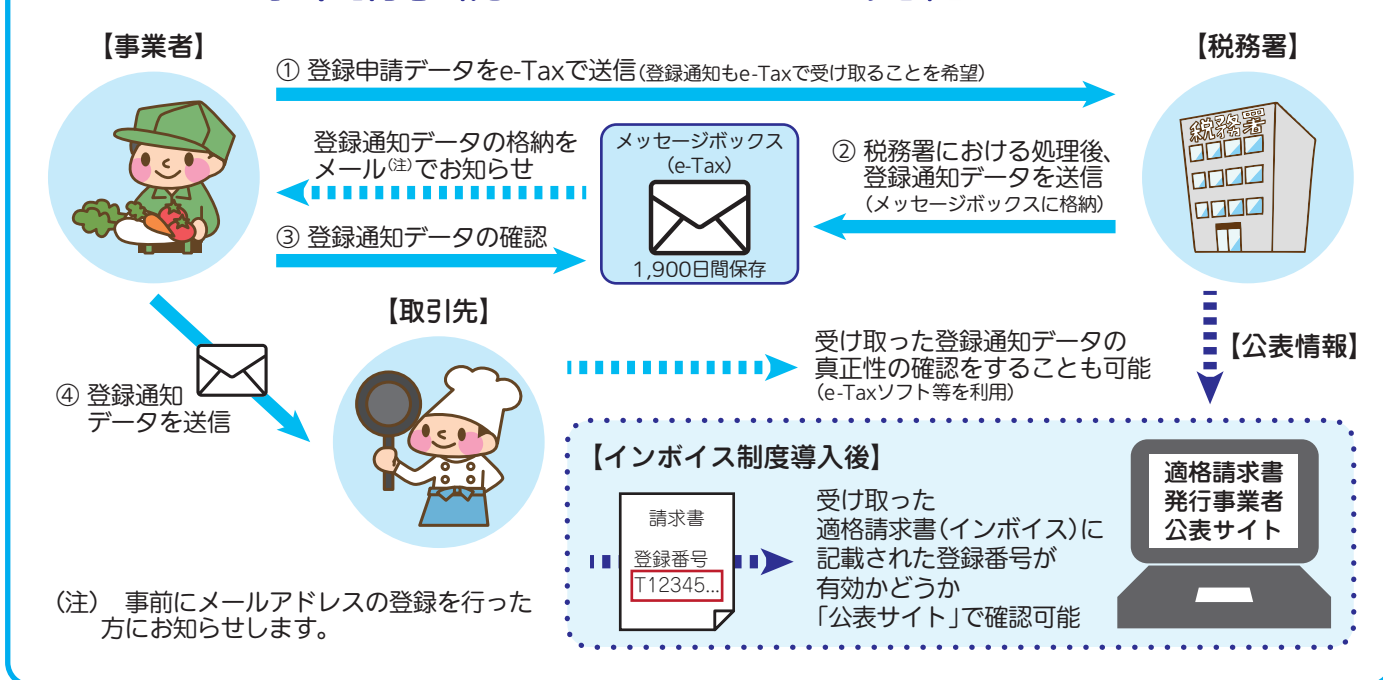 【事業者】
【税務署】
① 登録申請データをe-Taxで送信(登録通知もe-Taxで受け取ることを希望)
登録通知データの格納を
メール(注)でお知らせ
メッセージボックス
(e-Tax)
1,900日間保存
税務署
② 税務署における処理後、
登録通知データを送信
(メッセージボックスに格納)
③ 登録通知データの確認
【取引先】
④ 登録通知
データを送信
受け取った登録通知データの
真正性の確認をすることも可能
(e-Taxソフト等を利用)
【公表情報】
【インボイス制度導入後】
請求書
登録番号
T12345...
受け取った
適格請求書(インボイス)に
記載された登録番号が
有効かどうか
「公表サイト」で確認可能
適格請求書
発行事業者
公表サイト
(注) 事前にメールアドレスの登録を行った
方にお知らせします。